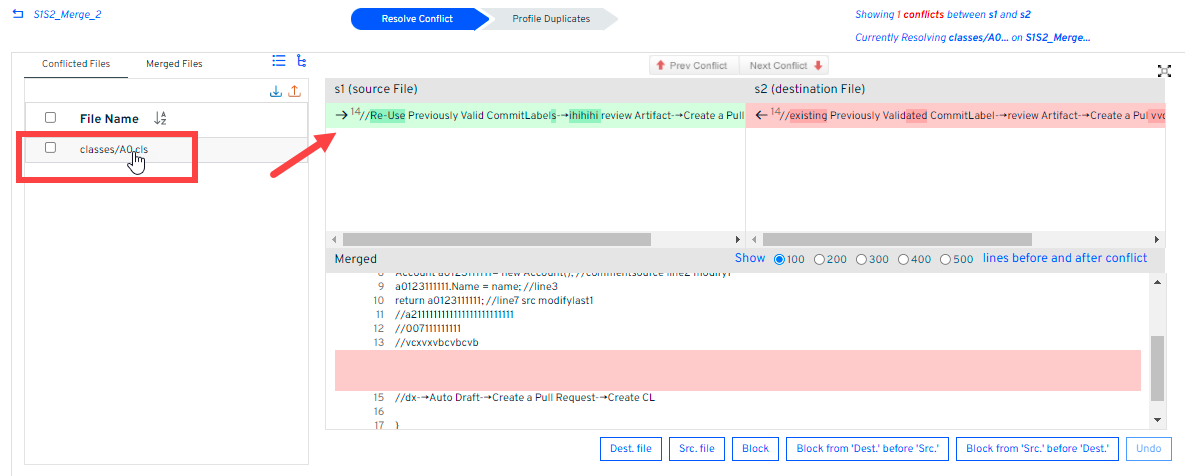 S1S2_Merge_2
Resolve Conflict
Profile Duplicates
Showing 1 conflicts between s1 and s2
Currently Resolving classes/A0... on S1S2_Merge...
Conflicted Files
Merged Files
Prev Conflict
Next Conflict
File Name
classes/A0.cls
s1 (source File)
14//Re-Use Previously Valid CommitLabels-→ihihihi review Artifact-→Create a Pull
s2 (destination File)
14//existing Previously Validated CommitLabel-→review Artifact-→Create a Pul vvc
Merged
Show 100 200 300 400 500 lines before and after conflict
8 Account a0123111111= new Account(); //commentsource line2 modify1
9 a0123111111.Name = name; //line3
10 return a0123111111; //line7 src modifylast1
12 //007111111111
13 //vcxvxvbcvbcvb
15 //dx-→Auto Draft-→Create a Pull Request-→Create CL
16
17 }
Dest. file
Src. file
Block
Block from 'Dest.' before 'Src.'
Block from 'Src.' before 'Dest.'
Undo